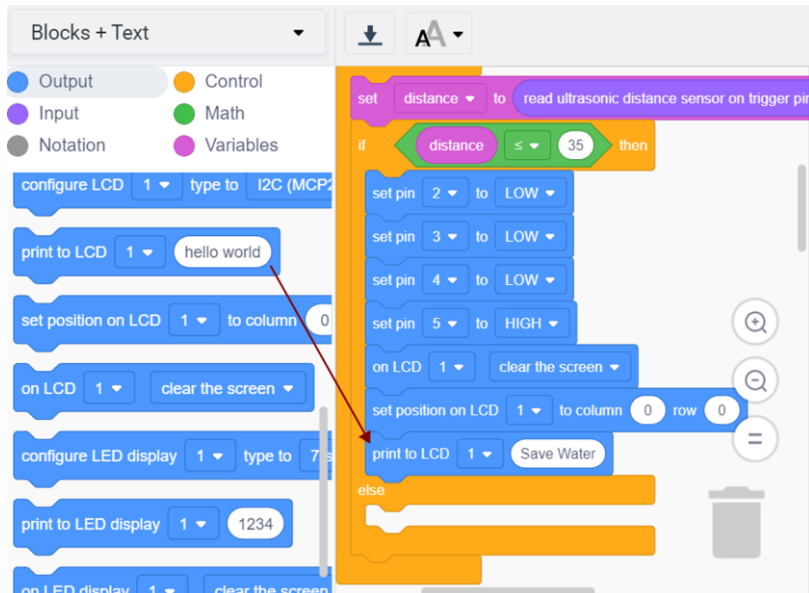 Blocks + Text
AA
Output
Control
Input
Math
Notation
Variables
configure LCD 1 type to I2C (MCP2
print to LCD 1 hello world
set position on LCD 1 to column 0
on LCD 1 clear the screen
configure LED display 1 type to 7 s
print to LED display 1 1234
on LED display 1 clear the screen
set distance to read ultrasonic distance sensor on trigger pin
if distance ≤ 35 then
set pin 2 to LOW
set pin 3 to LOW
set pin 4 to LOW
set pin 5 to HIGH
on LCD 1 clear the screen
set position on LCD 1 to column 0 row 0
print to LCD 1 Save Water
else